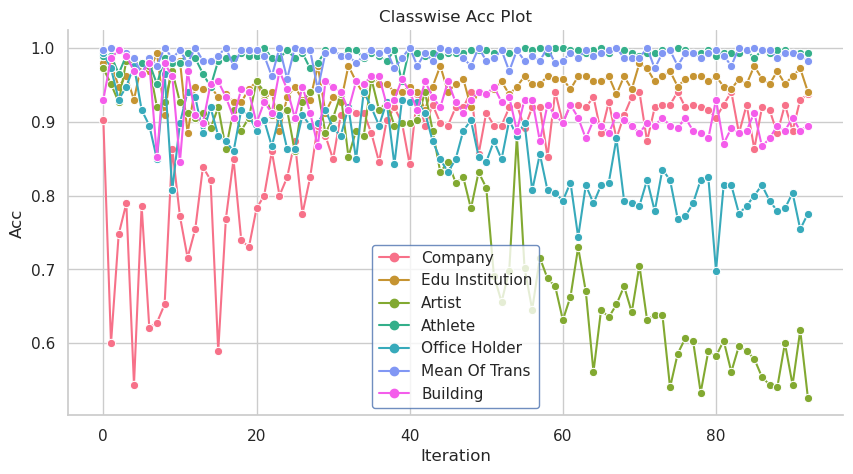 Classwise Acc Plot
1.0
0.9
0.8
0.7
0.6
Acc
Company
Edu Institution
Artist
Athlete
Office Holder
Mean Of Trans
Building
0 20 40 60 80
Iteration